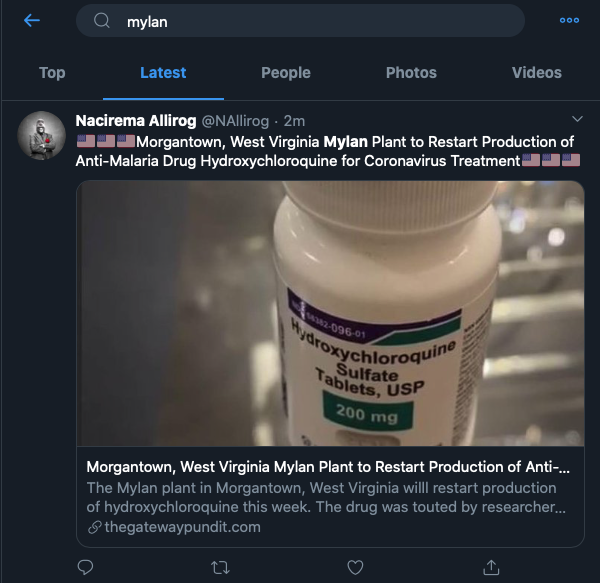 mylan
Top
Latest
People
Photos
Videos
Nacirema Allirog @NAllirog · 2m
🇺🇸🇺🇸🇺🇸Morgantown, West Virginia Mylan Plant to Restart Production of
Anti-Malaria Drug Hydroxychloroquine for Coronavirus Treatment🇺🇸🇺🇸🇺🇸
-096-01
Hydroxychloroquine
Sulfate
Tablets, USP
200 mg
Morgantown, West Virginia Mylan Plant to Restart Production of Anti-...
The Mylan plant in Morgantown, West Virginia willl restart production
of hydroxychloroquine this week. The drug was touted by researcher...
thegatewaypundit.com